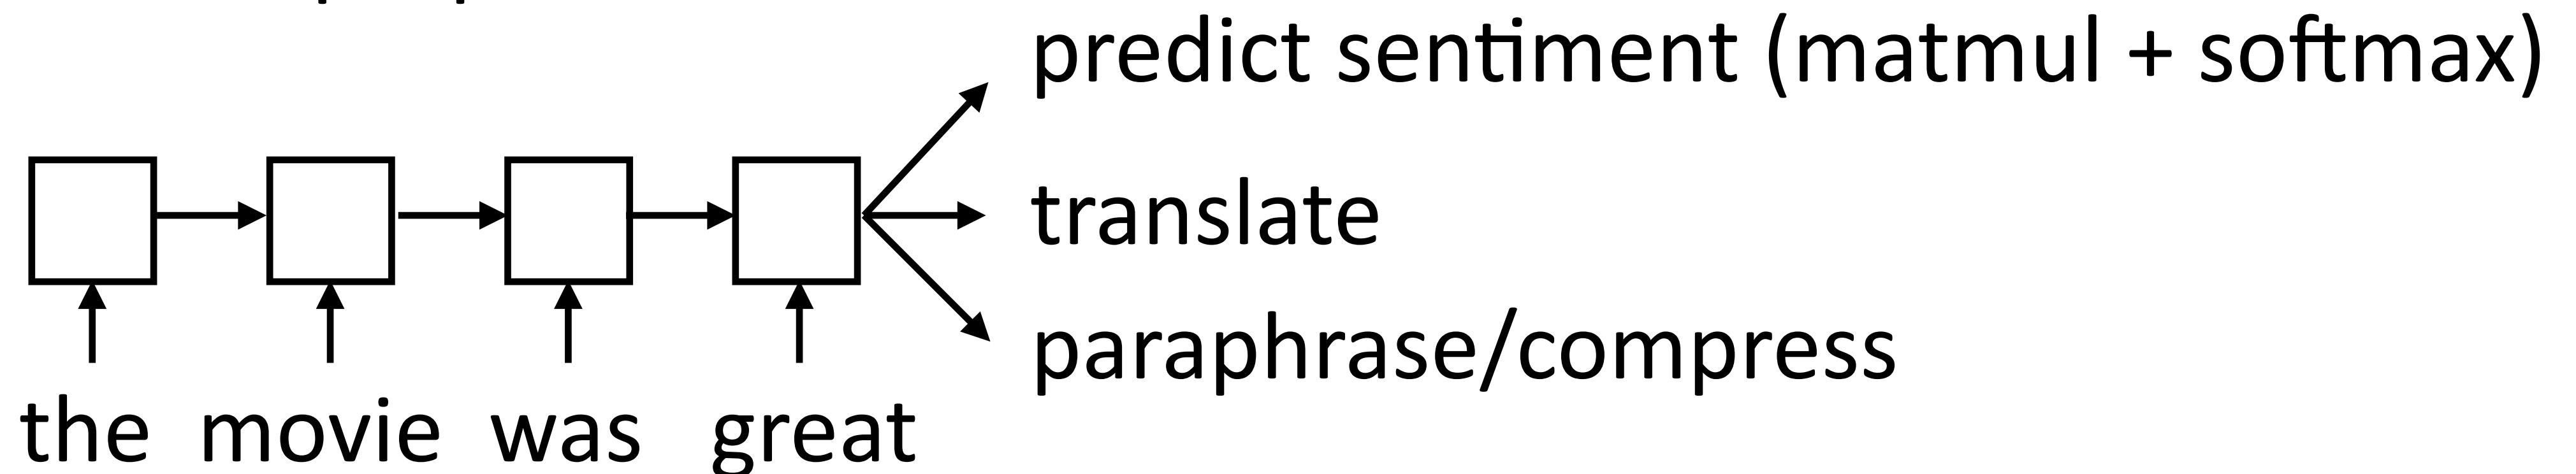 predict sentiment (matmul + softmax)
translate
paraphrase/compress
the movie was great